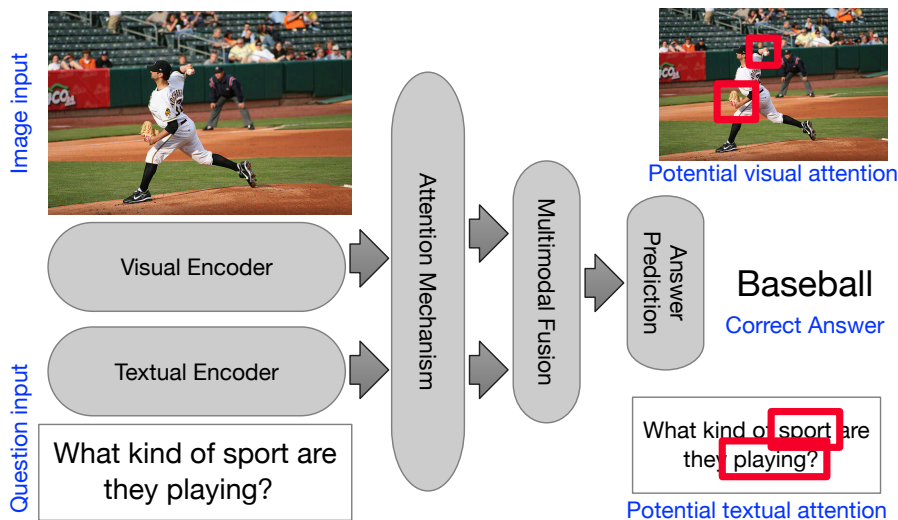 Image input
Visual Encoder
Textual Encoder
Question input
What kind of sport are
they playing?
Attention Mechanism
Multimodal Fusion
Answer
Prediction
Potential visual attention
Baseball
Correct Answer
What kind of sport are
they playing?
Potential textual attention